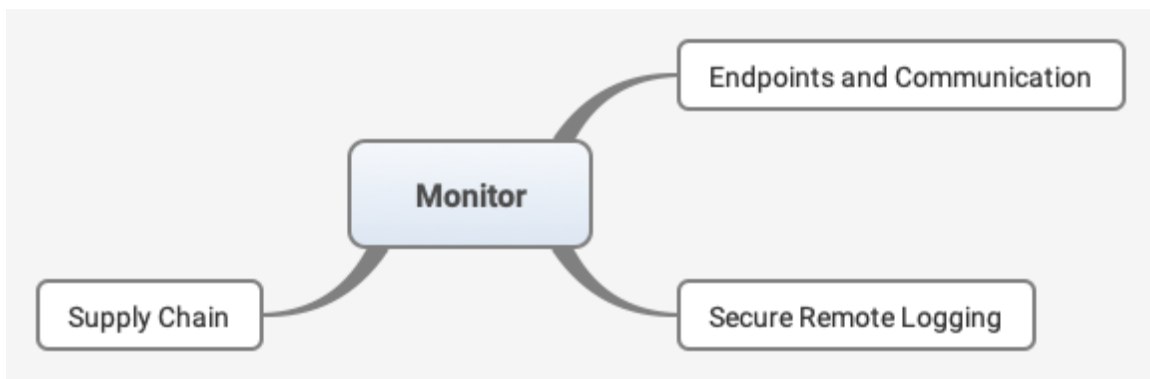 Endpoints and Communication
Monitor
Supply Chain
Secure Remote Logging